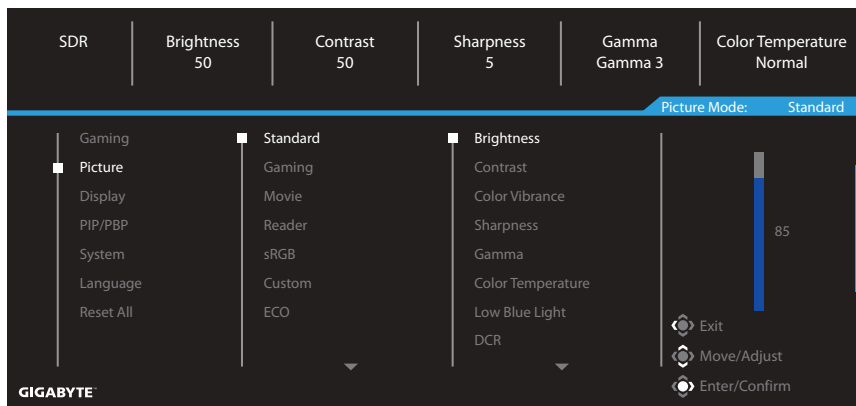 SDR
Brightness
50
Contrast
50
Sharpness
5
Gamma
Gamma 3
Color Temperature
Normal
Picture Mode: Standard
Gaming
Picture
Display
PIP/PBP
System
Language
Reset All
Standard
Gaming
Movie
Reader
sRGB
Custom
ECO
Brightness
Contrast
Color Vibrance
Sharpness
Gamma
Color Temperature
Low Blue Light
DCR
85
Exit
Move/Adjust
Enter/Confirm
GIGABYTE™